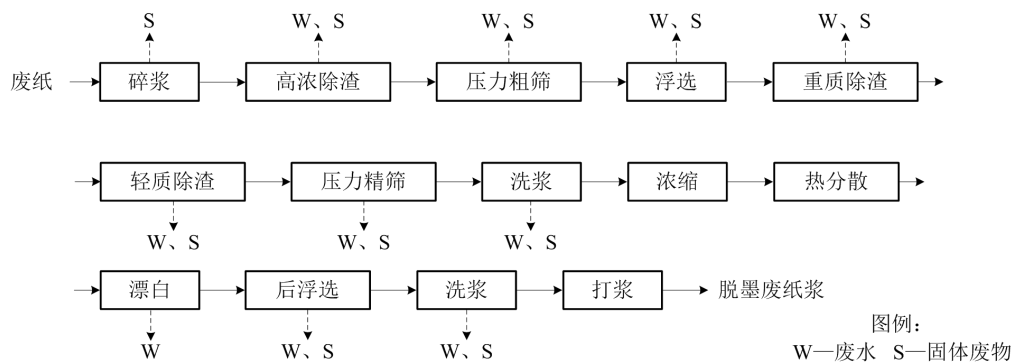 S W、S W、S W、S W、S
废纸 碎浆 高浓除渣 压力粗筛 浮选 重质除渣
轻质除渣 压力精筛 洗浆 浓缩 热分散
W、S W、S W、S
漂白 后浮选 洗浆 打浆 脱墨废纸浆
W W、S W、S
图例：
W—废水 S—固体废物